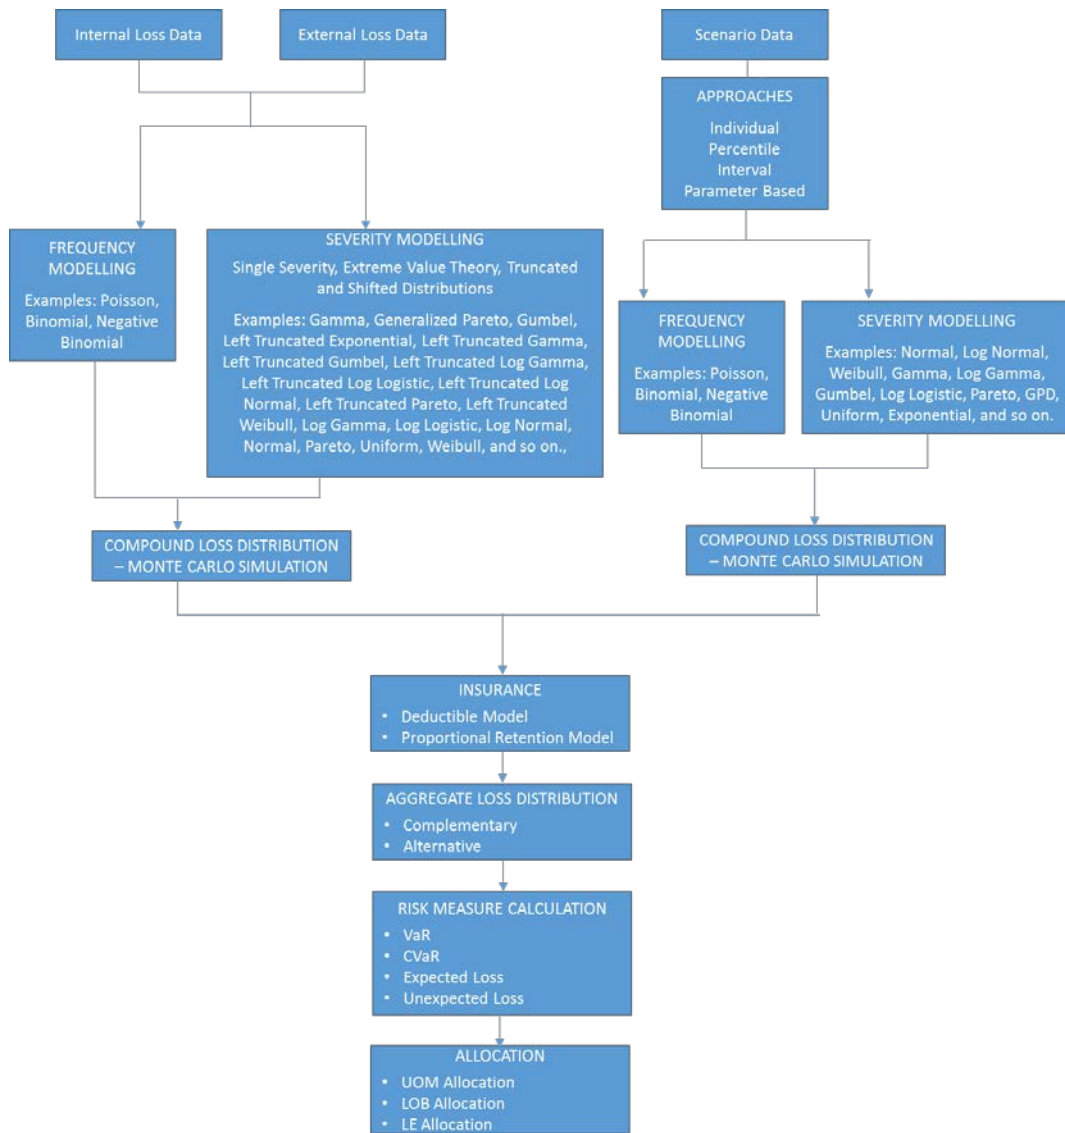 Internal Loss Data
External Loss Data
Scenario Data
APPROACHES
Individual
Percentile
Interval
Parameter Based
FREQUENCY
MODELLING
Examples: Poisson,
Binomial, Negative
Binomial
SEVERITY MODELLING
Single Severity, Extreme Value Theory, Truncated
and Shifted Distributions
Examples: Gamma, Generalized Pareto, Gumbel,
Left Truncated Exponential, Left Truncated Gamma,
Left Truncated Gumbel, Left Truncated Log Gamma,
Left Truncated Log Logistic, Left Truncated Log
Normal, Left Truncated Pareto, Left Truncated
Weibull, Log Gamma, Log Logistic, Log Normal,
Normal, Pareto, Uniform, Weibull, and so on.,
FREQUENCY
MODELLING
Examples: Poisson,
Binomial, Negative
Binomial
SEVERITY MODELLING
Examples: Normal, Log Normal,
Weibull, Gamma, Log Gamma,
Gumbel, Log Logistic, Pareto, GPD,
Uniform, Exponential, and so on.
COMPOUND LOSS DISTRIBUTION
– MONTE CARLO SIMULATION
COMPOUND LOSS DISTRIBUTION
– MONTE CARLO SIMULATION
INSURANCE
• Deductible Model
• Proportional Retention Model
AGGREGATE LOSS DISTRIBUTION
• Complementary
• Alternative
RISK MEASURE CALCULATION
• VaR
• CVaR
• Expected Loss
• Unexpected Loss
ALLOCATION
• UOM Allocation
• LOB Allocation
• LE Allocation